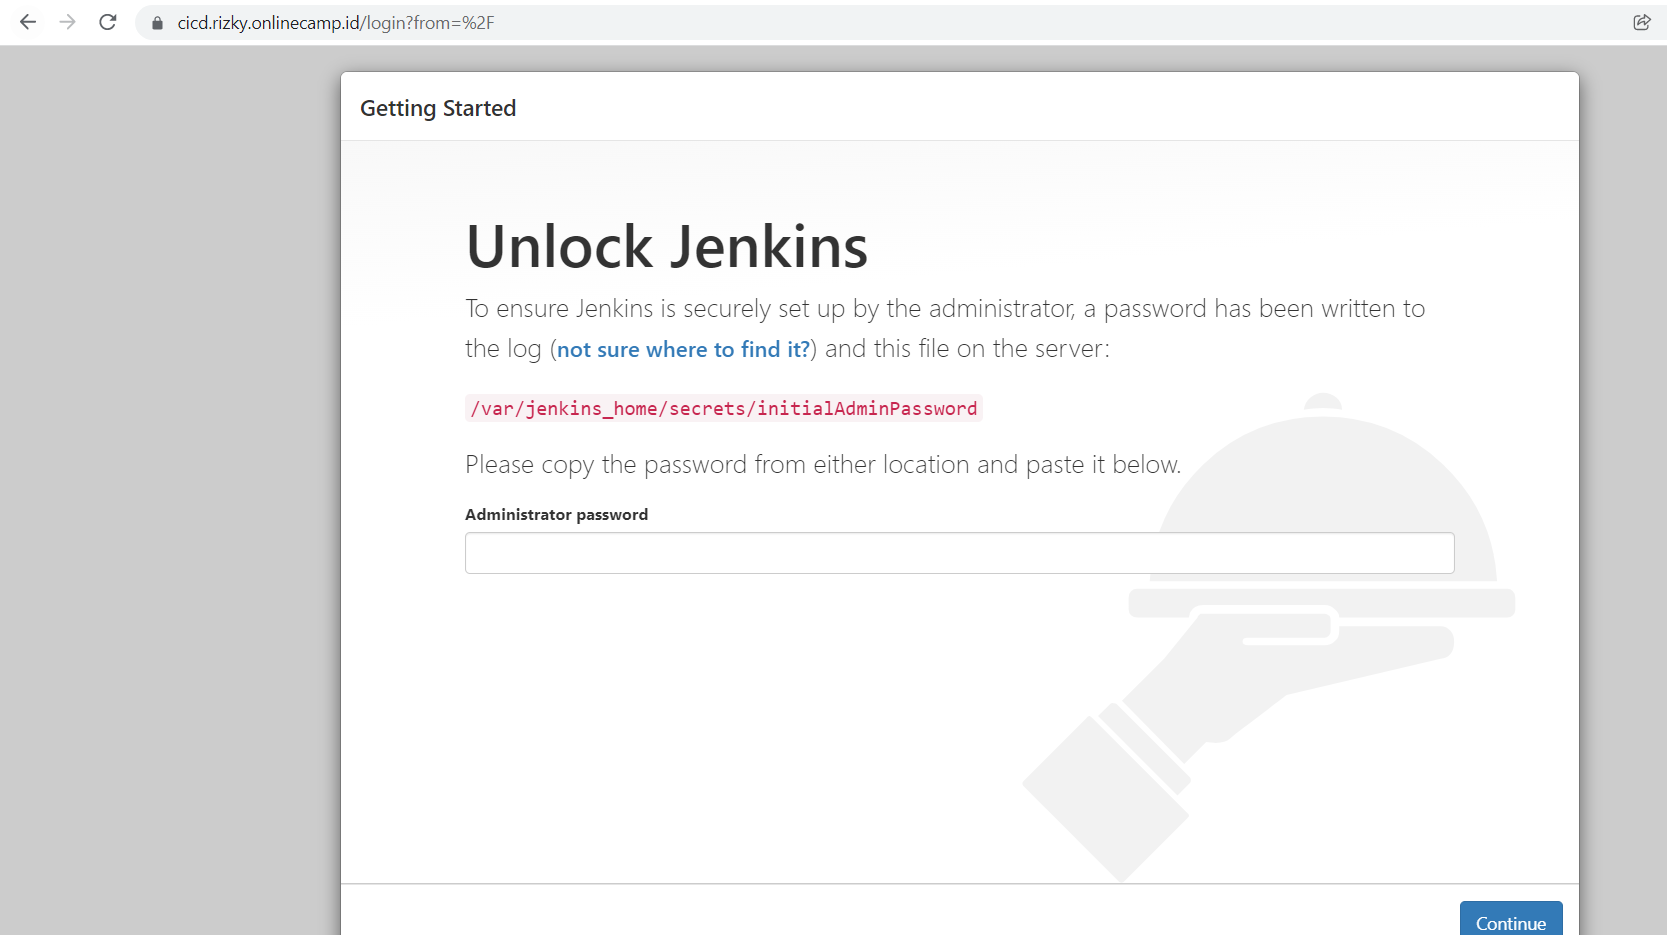 cicd.rizky.onlinecamp.id/login?from=%2F
Getting Started
Unlock Jenkins
To ensure Jenkins is securely set up by the administrator, a password has been written to
the log (not sure where to find it?) and this file on the server:
/var/jenkins_home/secrets/initialAdminPassword
Please copy the password from either location and paste it below.
Administrator password
Continue